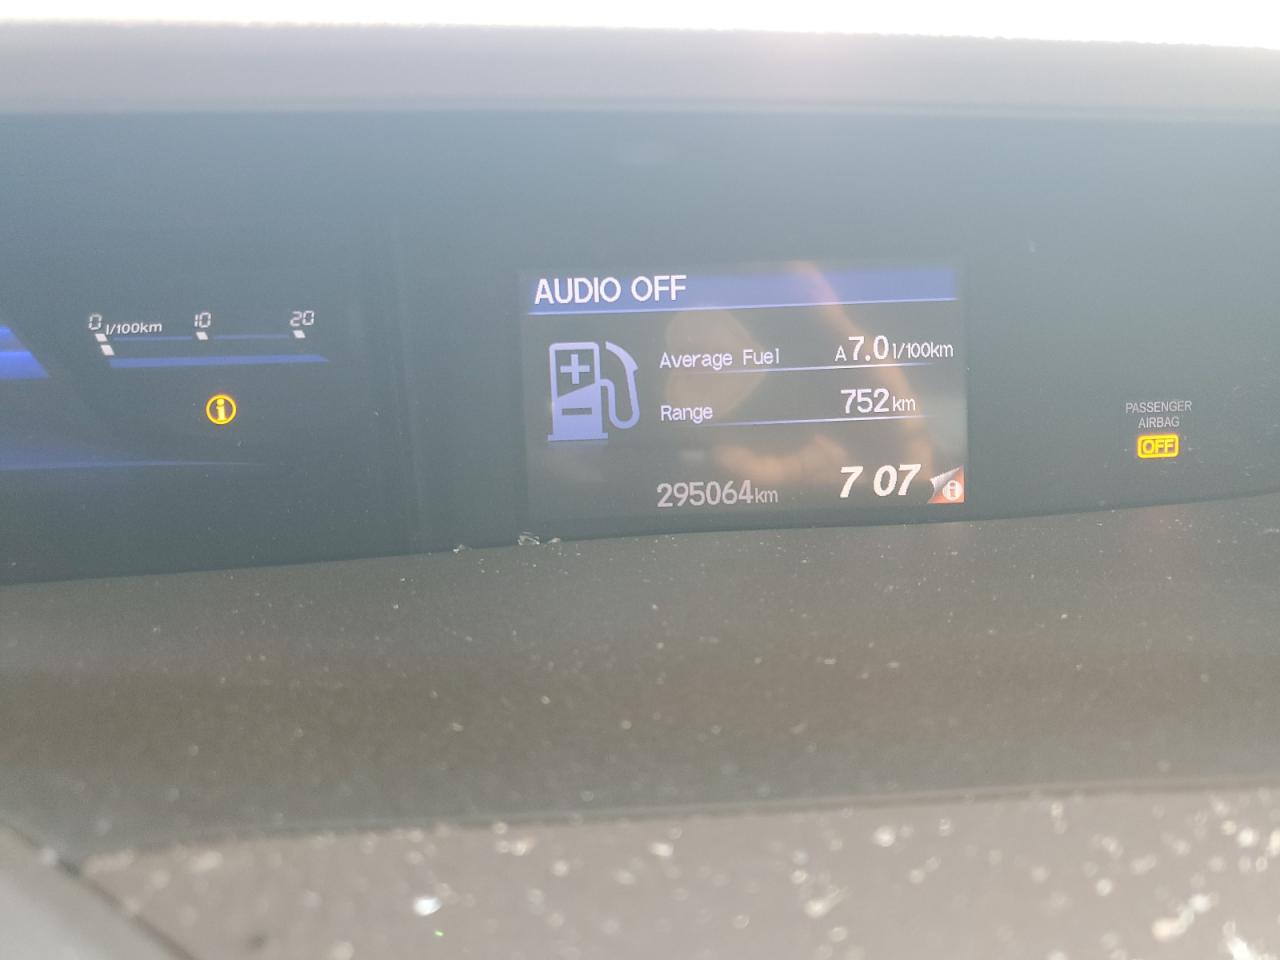 AUDIO OFF
0 l/100km 10 20
Average Fuel A 7.0 l/100km
Range 752 km
PASSENGER
AIRBAG
OFF
295064 km 7 07